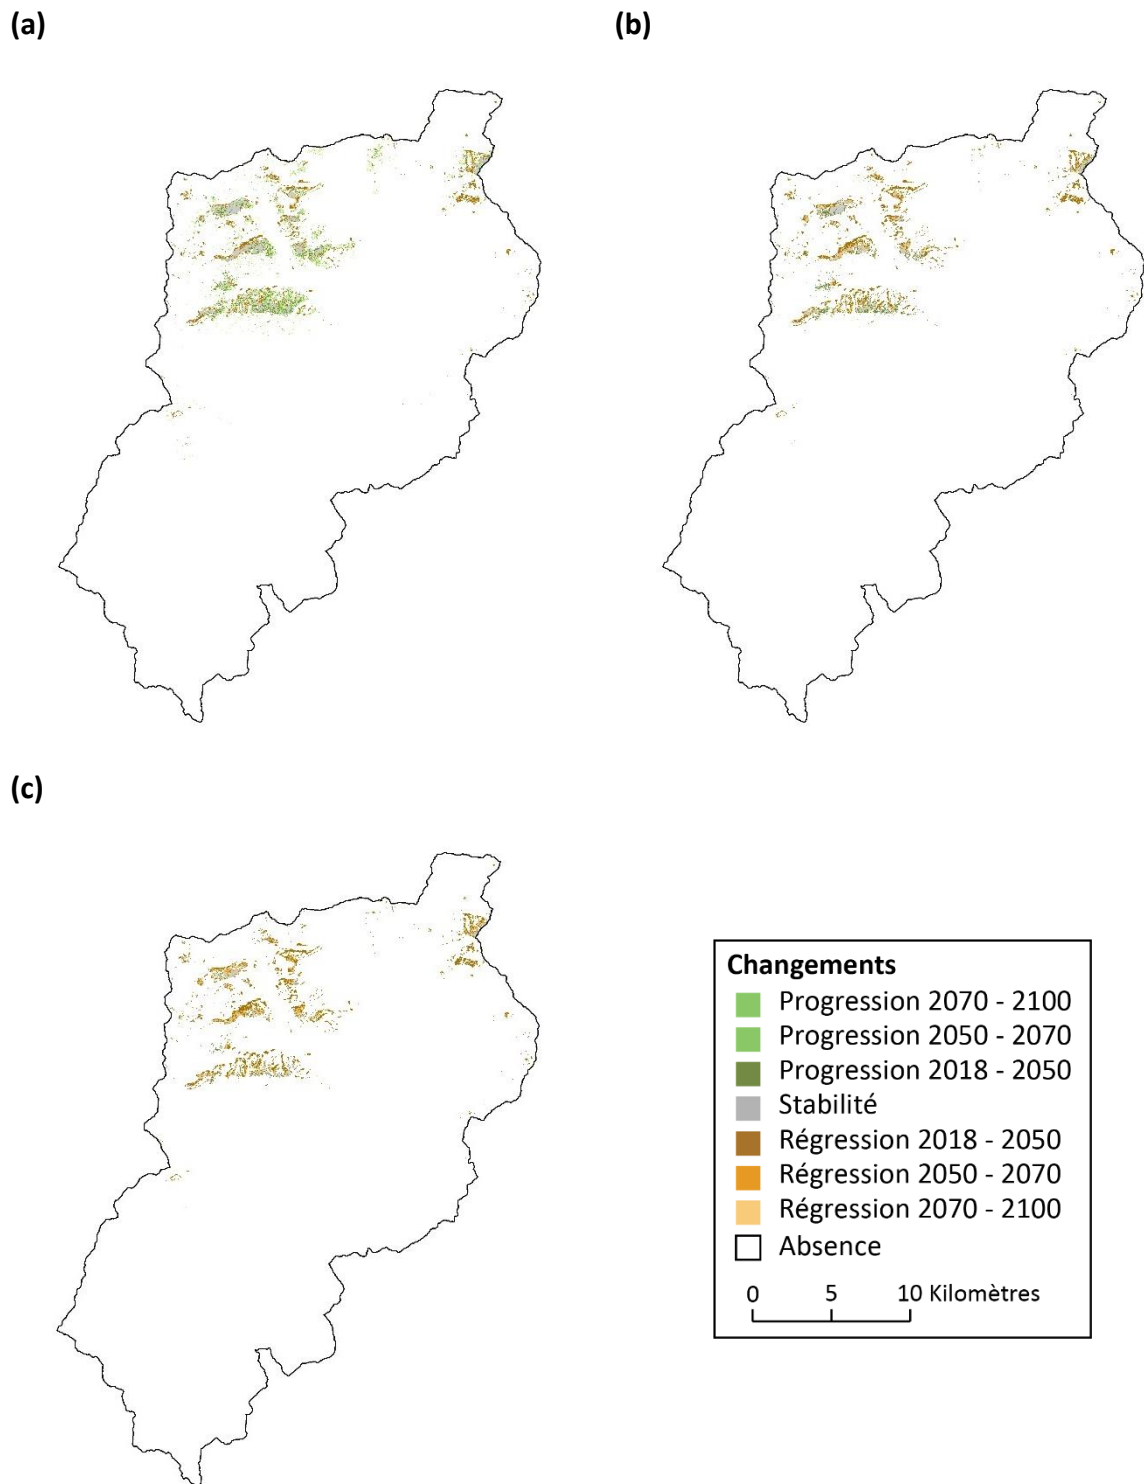 (a)
(b)
(c)
Changements
Progression 2070 - 2100
Progression 2050 - 2070
Progression 2018 - 2050
Stabilité
Régression 2018 - 2050
Régression 2050 - 2070
Régression 2070 - 2100
Absence
0 5 10 Kilomètres